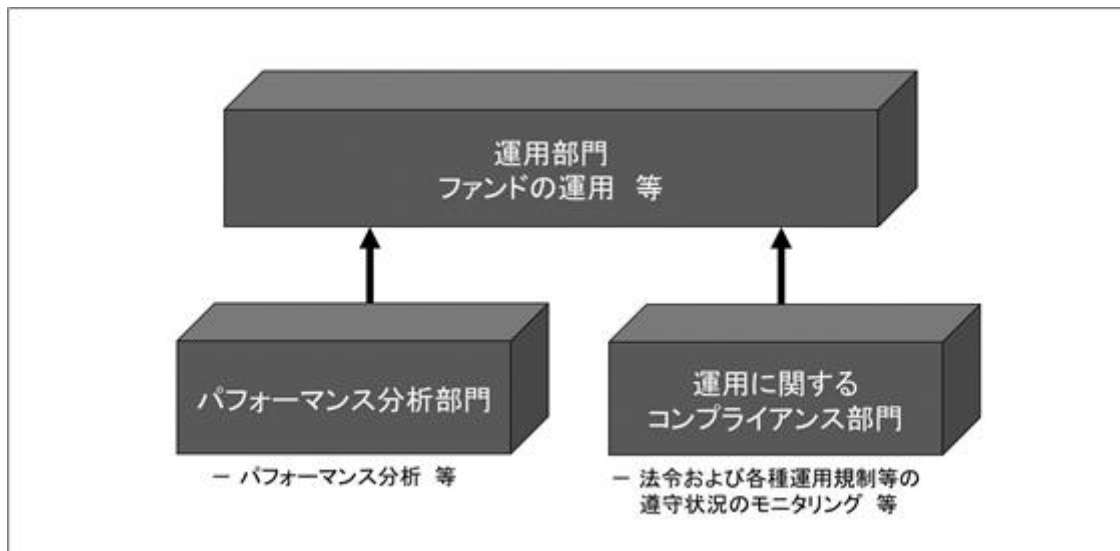 運用部門
ファンドの運用 等
パフォーマンス分析部門
－ パフォーマンス分析 等
運用に関する
コンプライアンス部門
－ 法令および各種運用規制等の
遵守状況のモニタリング 等